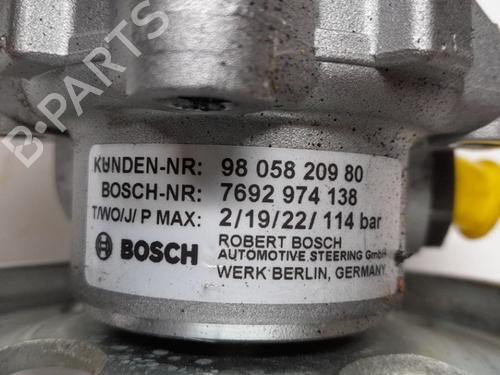 B-PARTS
KUNDEN-NR: 98 058 209 80
BOSCH-NR: 7692 974 138
T/WO/J/ P MAX: 2/19/22/ 114 bar
BOSCH
ROBERT BOSCH
AUTOMOTIVE STEERING GmbH
WERK BERLIN, GERMANY